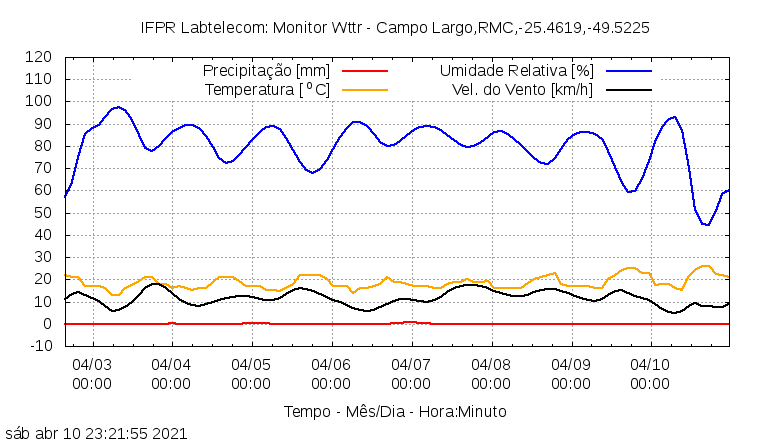 IFPR Labtelecom: Monitor Wttr - Campo Largo,RMC,-25.4619,-49.5225
120
110
100
90
80
70
60
50
40
30
20
10
0
-10
Precipitação [mm]
Temperatura [ºC]
Umidade Relativa [%]
Vel. do Vento [km/h]
04/03 04/04 04/05 04/06 04/07 04/08 04/09 04/10
00:00 00:00 00:00 00:00 00:00 00:00 00:00 00:00
Tempo - Mês/Dia - Hora:Minuto
sáb abr 10 23:21:55 2021